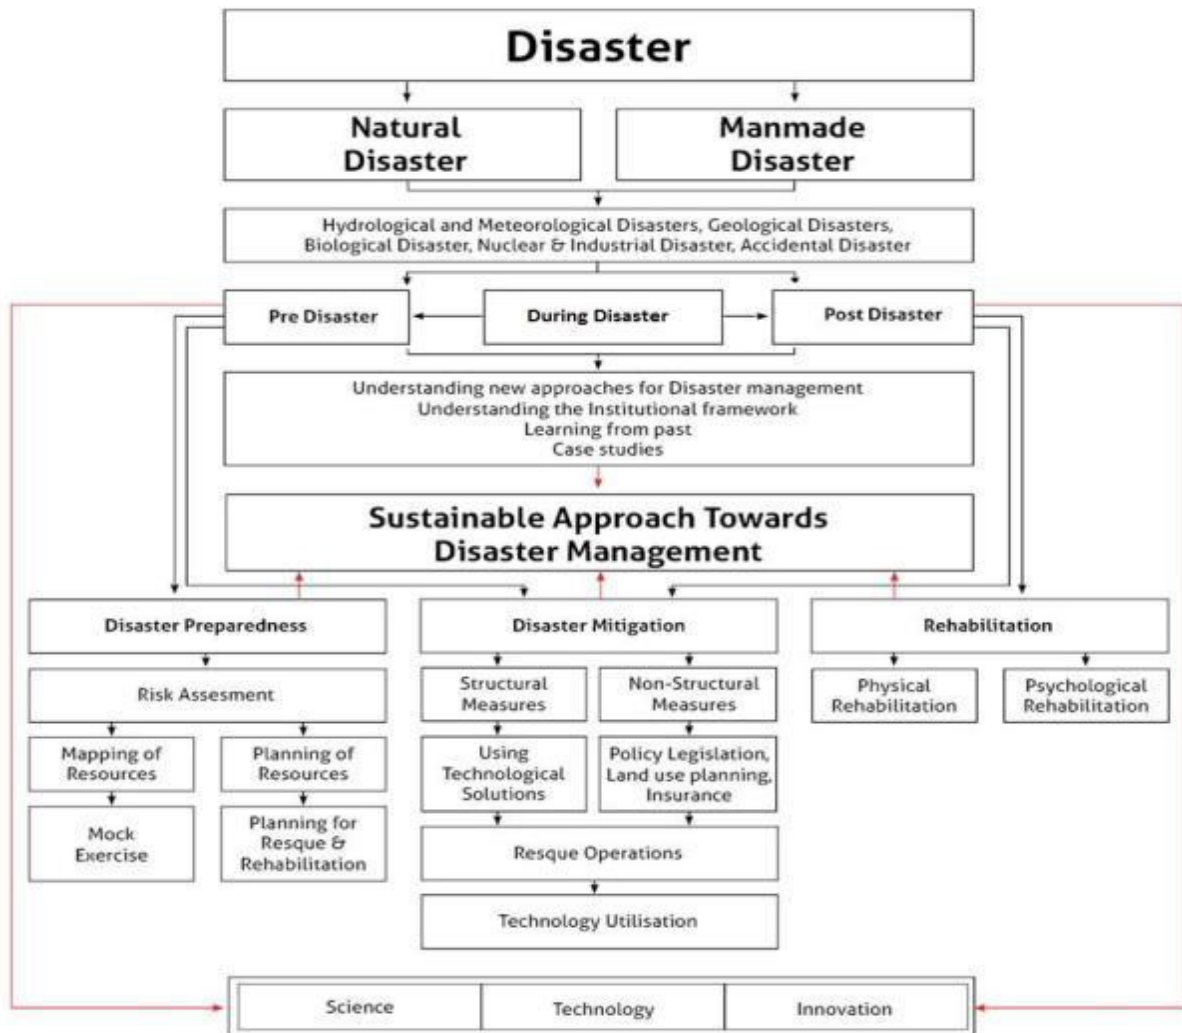 Disaster
Natural
Disaster
Manmade
Disaster
Hydrological and Meteorological Disasters, Geological Disasters,
Biological Disaster, Nuclear & Industrial Disaster, Accidental Disaster
Pre Disaster
During Disaster
Post Disaster
Understanding new approaches for Disaster management
Understanding the Institutional framework
Learning from past
Case studies
Sustainable Approach Towards
Disaster Management
Disaster Preparedness
Disaster Mitigation
Rehabilitation
Risk Assesment
Structural
Measures
Non-Structural
Measures
Physical
Rehabilitation
Psychological
Rehabilitation
Mapping of
Resources
Planning of
Resources
Using
Technological
Solutions
Policy Legislation,
Land use planning,
Insurance
Mock
Exercise
Planning for
Resque &
Rehabilitation
Resque Operations
Technology Utilisation
Science
Technology
Innovation